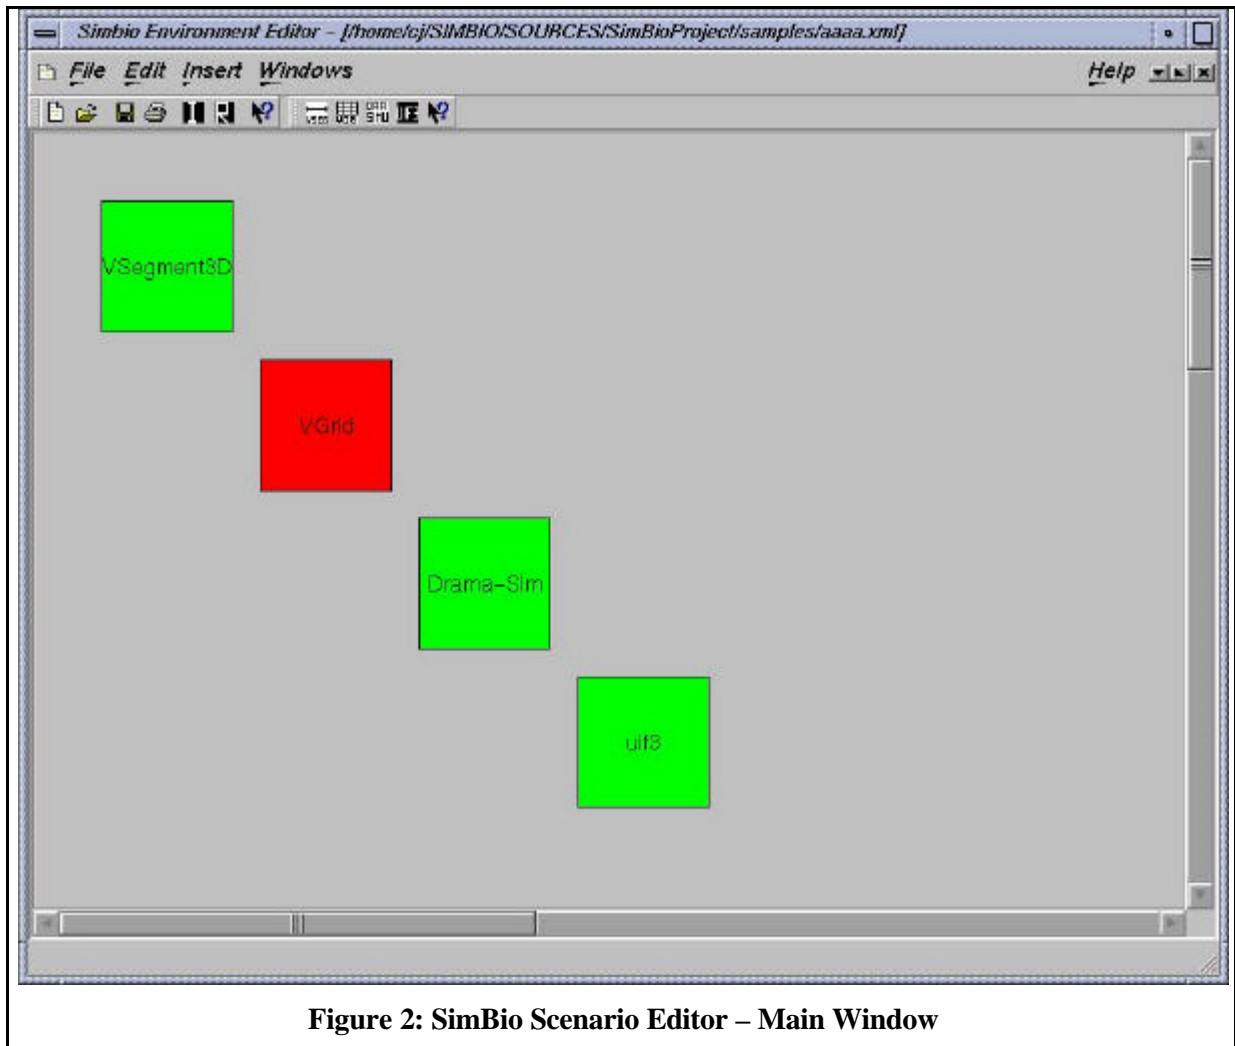 Simbio Environment Editor – [/home/cj/SIMBIO/SOURCES/SimBioProject/samples/aaaa.xml]
File Edit Insert Windows Help
VSegment3D
VGrid
Drama-Sim
uif3
Figure 2: SimBio Scenario Editor – Main Window